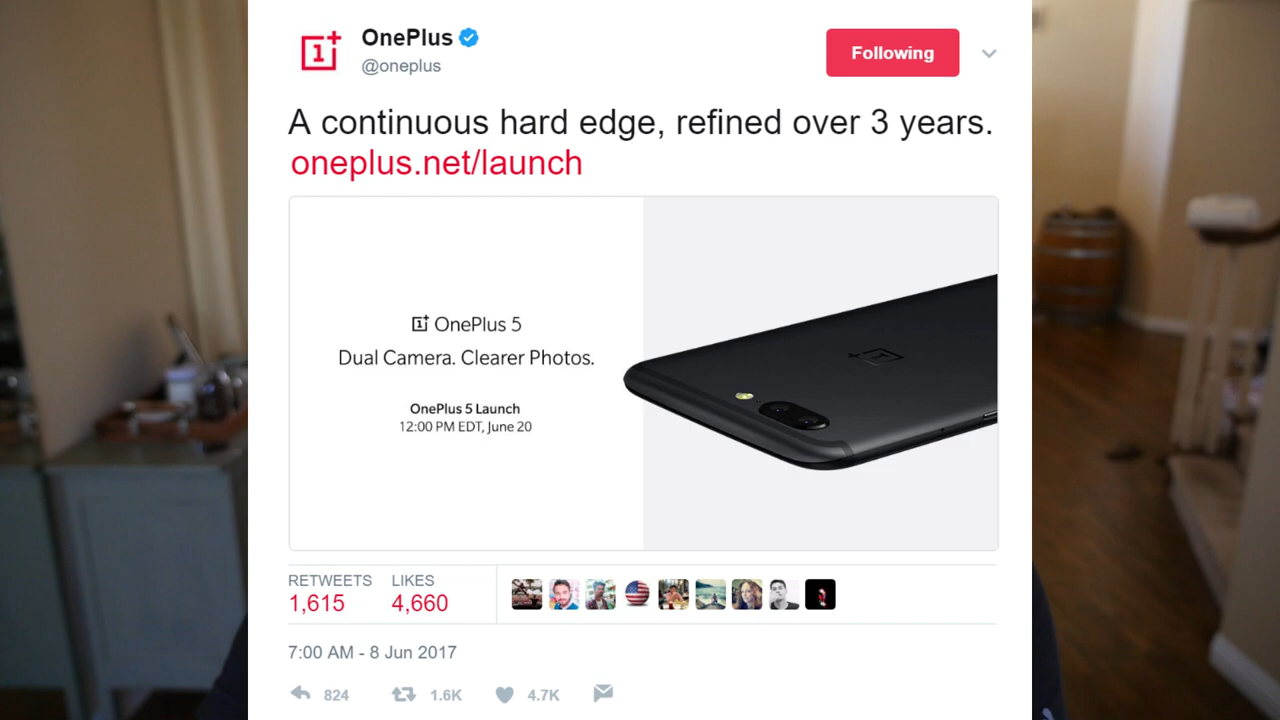 OnePlus
@oneplus
Following
A continuous hard edge, refined over 3 years.
oneplus.net/launch
OnePlus 5
Dual Camera. Clearer Photos.
OnePlus 5 Launch
12:00 PM EDT, June 20
RETWEETS LIKES
1,615 4,660
7:00 AM - 8 Jun 2017
824 1.6K 4.7K